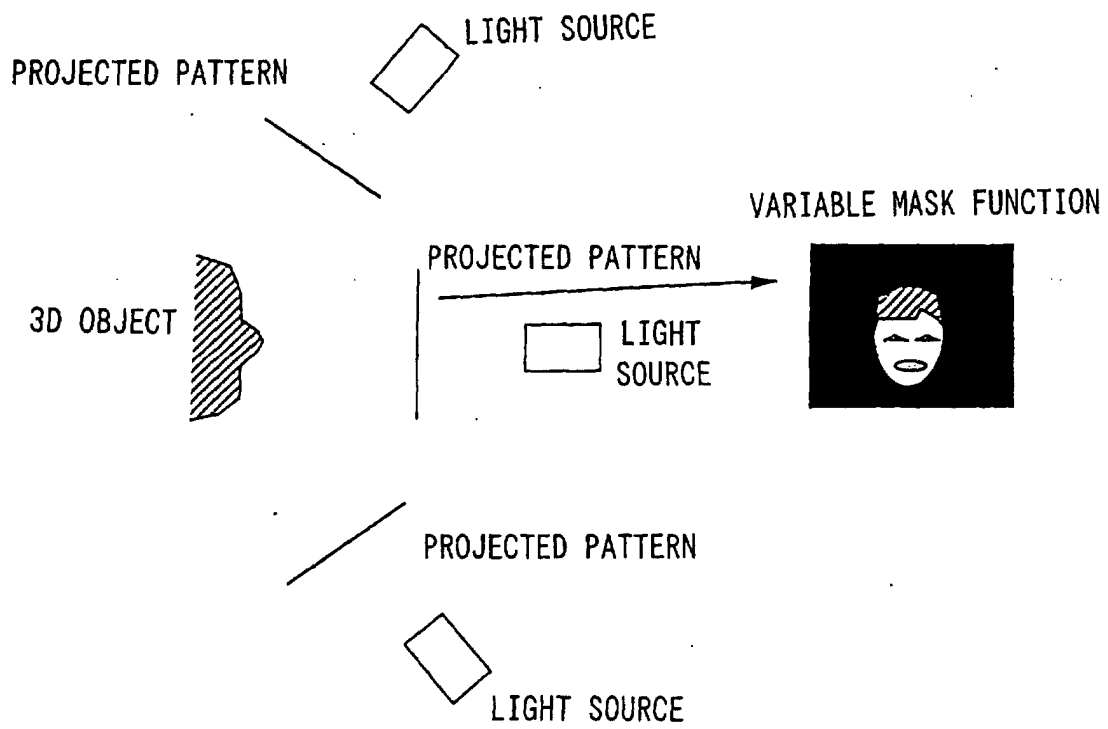 LIGHT SOURCE
PROJECTED PATTERN
VARIABLE MASK FUNCTION
PROJECTED PATTERN
3D OBJECT
LIGHT
SOURCE
PROJECTED PATTERN
LIGHT SOURCE